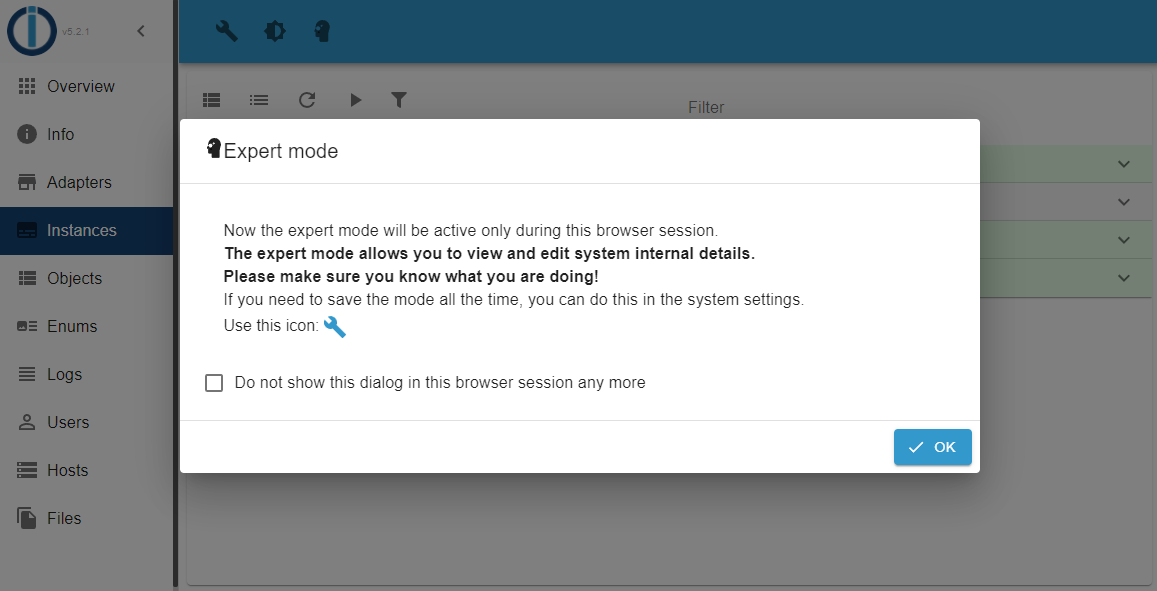 v5.2.1
Overview
Info
Adapters
Instances
Objects
Enums
Logs
Users
Hosts
Files
Filter
Expert mode
Now the expert mode will be active only during this browser session.
The expert mode allows you to view and edit system internal details.
Please make sure you know what you are doing!
If you need to save the mode all the time, you can do this in the system settings.
Use this icon:
Do not show this dialog in this browser session any more
OK